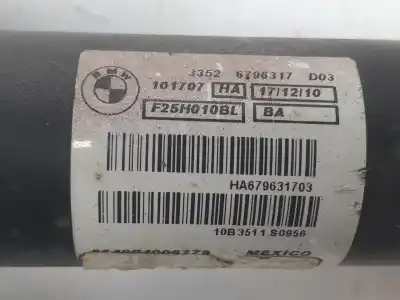 BMW
3352 6796317 D03
101707 HA 17/12/10
F25H010BL BA
HA679631703
10B3511 S0956
MEXICO